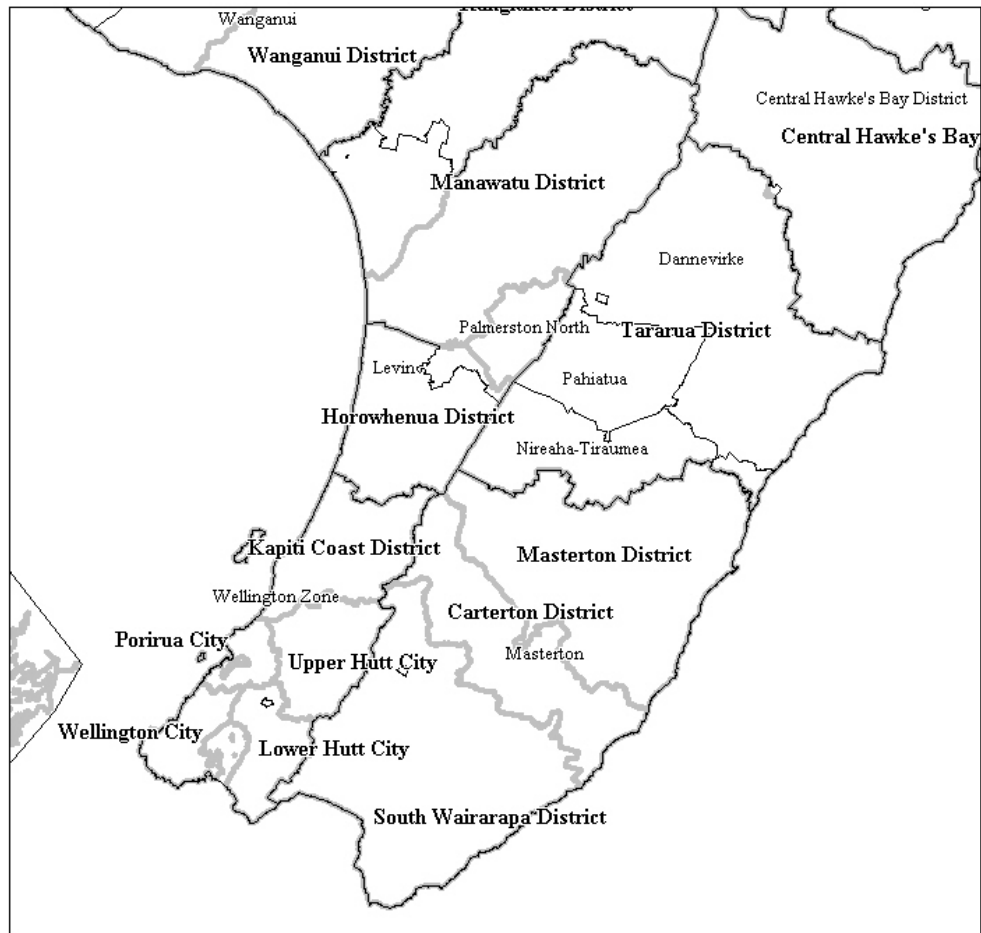 Wanganui
Wanganui District
Central Hawke's Bay District
Central Hawke's Bay
Manawatu District
Dannevirke
Palmerston North
Tararua District
Levin
Pahiatua
Horowhenua District
Nireaha-Tiraumea
Kapiti Coast District
Masterton District
Wellington Zone
Carterton District
Porirua City
Masterton
Upper Hutt City
Wellington City
Lower Hutt City
South Wairarapa District